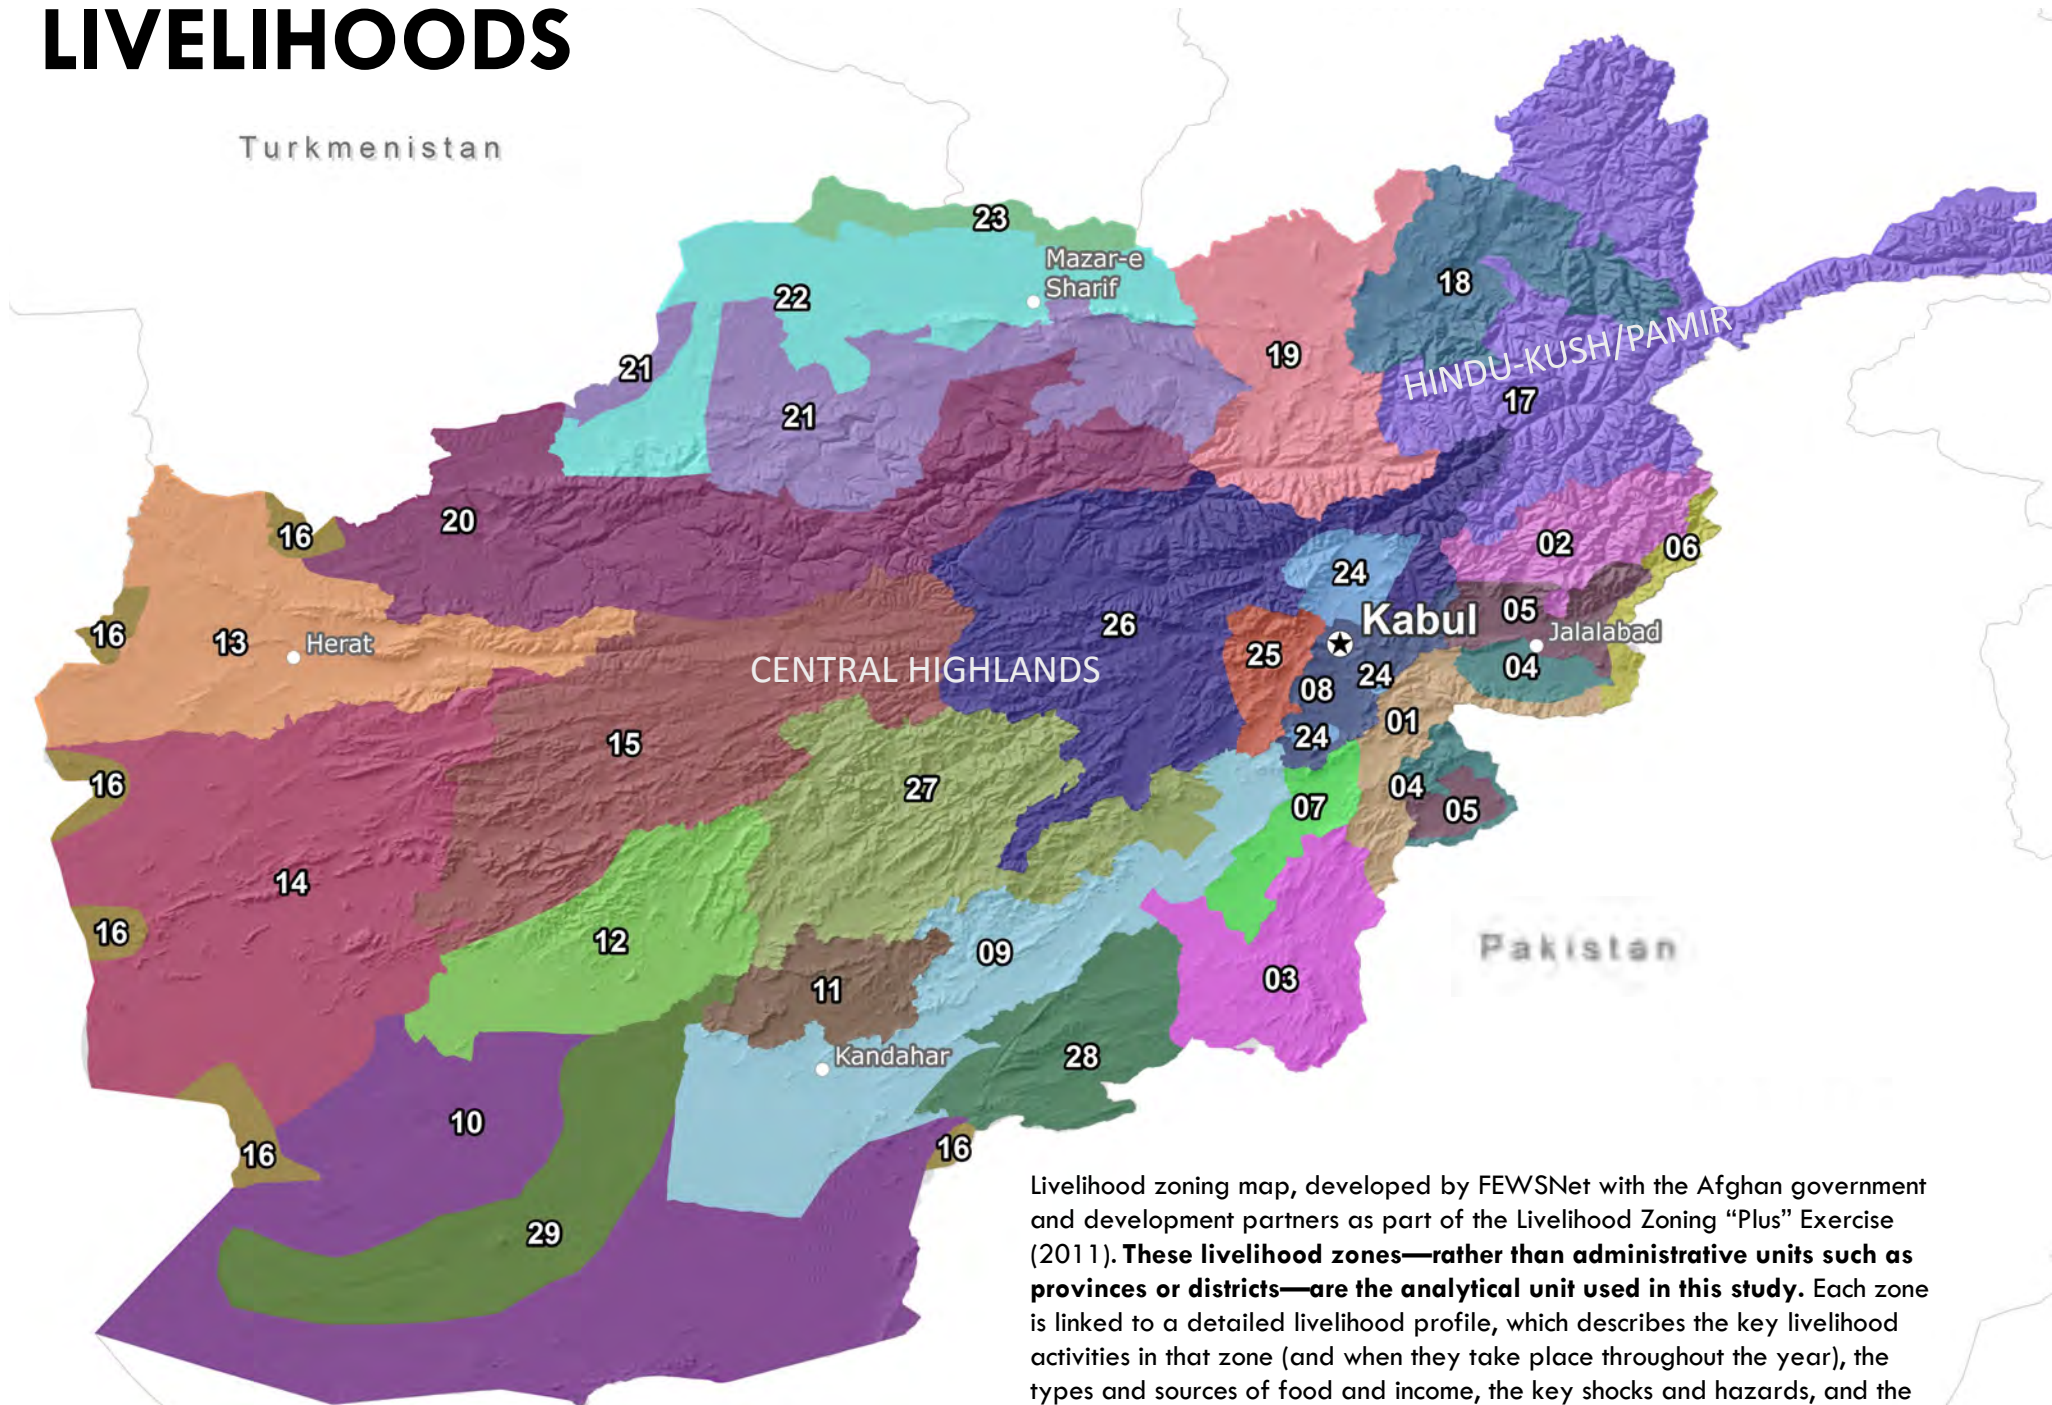 LIVELIHOODS
Turkmenistan
23
Mazar-e
Sharif
22
18
19
21
HINDU-KUSH/PAMIR
17
21
20
16
02
06
24
05
26
Kabul
16
13
Herat
Jalalabad
25
04
CENTRAL HIGHLANDS
24
08
01
24
15
16
27
04
07
05
14
16
12
09
Pakistan
03
11
Kandahar
28
10
16
16
29
Livelihood zoning map, developed by FEWSNet with the Afghan government
and development partners as part of the Livelihood Zoning “Plus” Exercise
(2011). These livelihood zones—rather than administrative units such as
provinces or districts—are the analytical unit used in this study. Each zone
is linked to a detailed livelihood profile, which describes the key livelihood
activities in that zone (and when they take place throughout the year), the
types and sources of food and income, the key shocks and hazards, and the